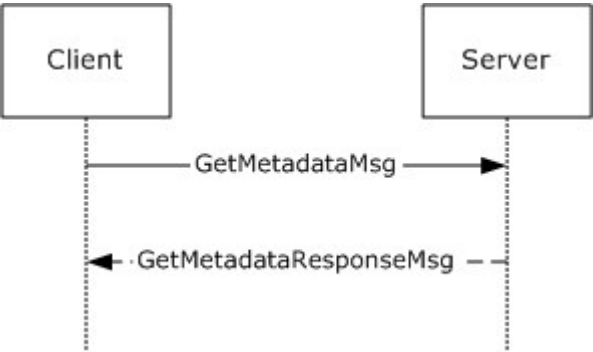 Client
Server
GetMetadataMsg
GetMetadataResponseMsg